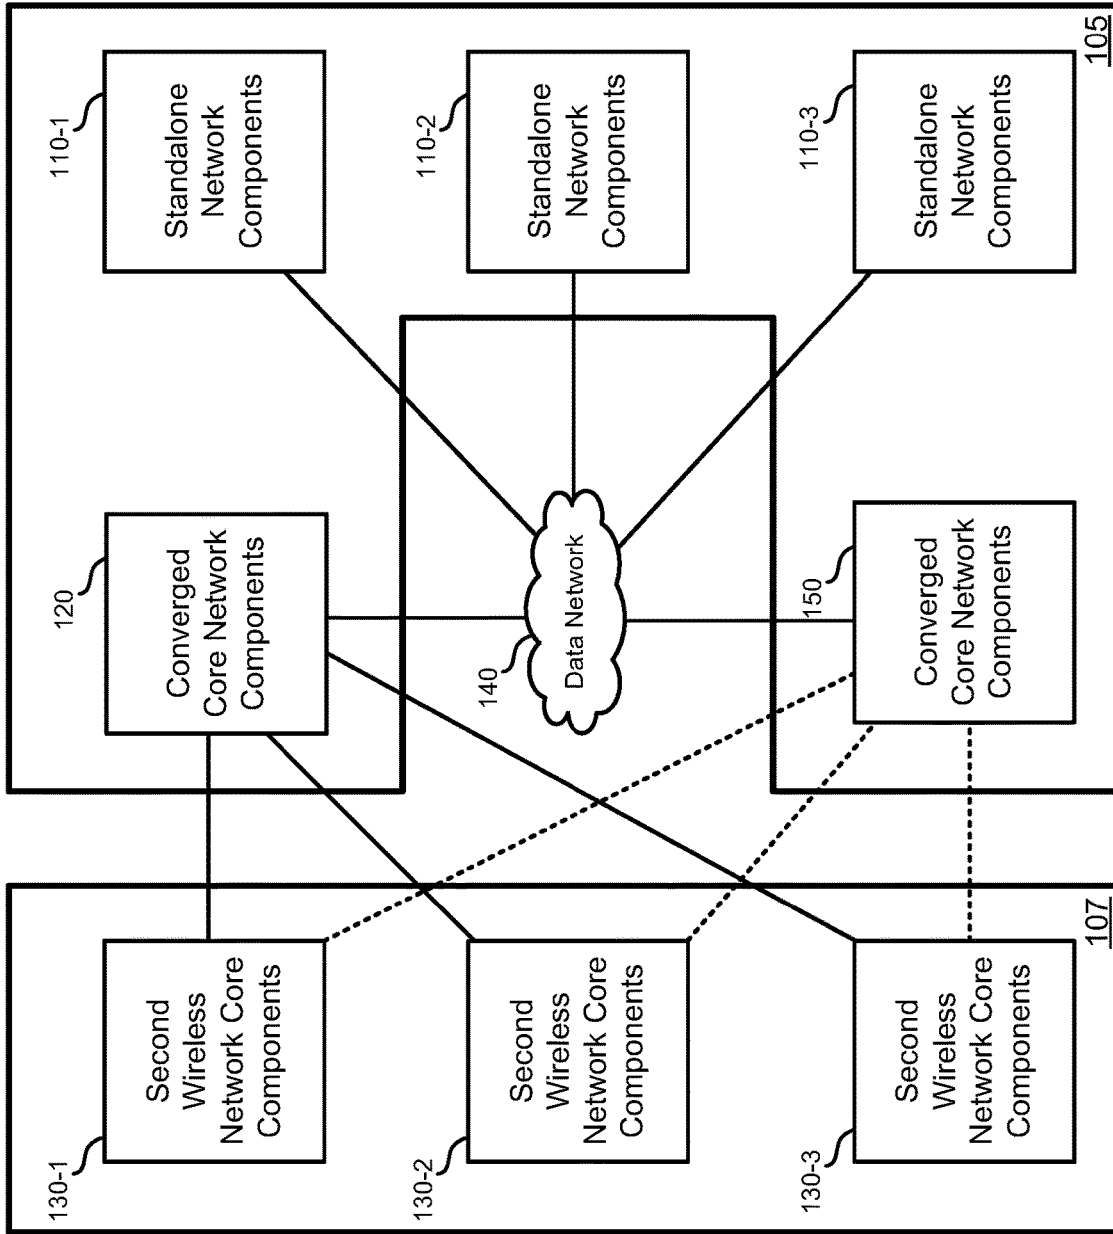 105
110-1
Standalone
Network
Components
110-2
Standalone
Network
Components
110-3
Standalone
Network
Components
120
Converged
Core Network
Components
140
Data Network
150
Converged
Core Network
Components
107
130-1
Second
Wireless
Network Core
Components
130-2
Second
Wireless
Network Core
Components
130-3
Second
Wireless
Network Core
Components